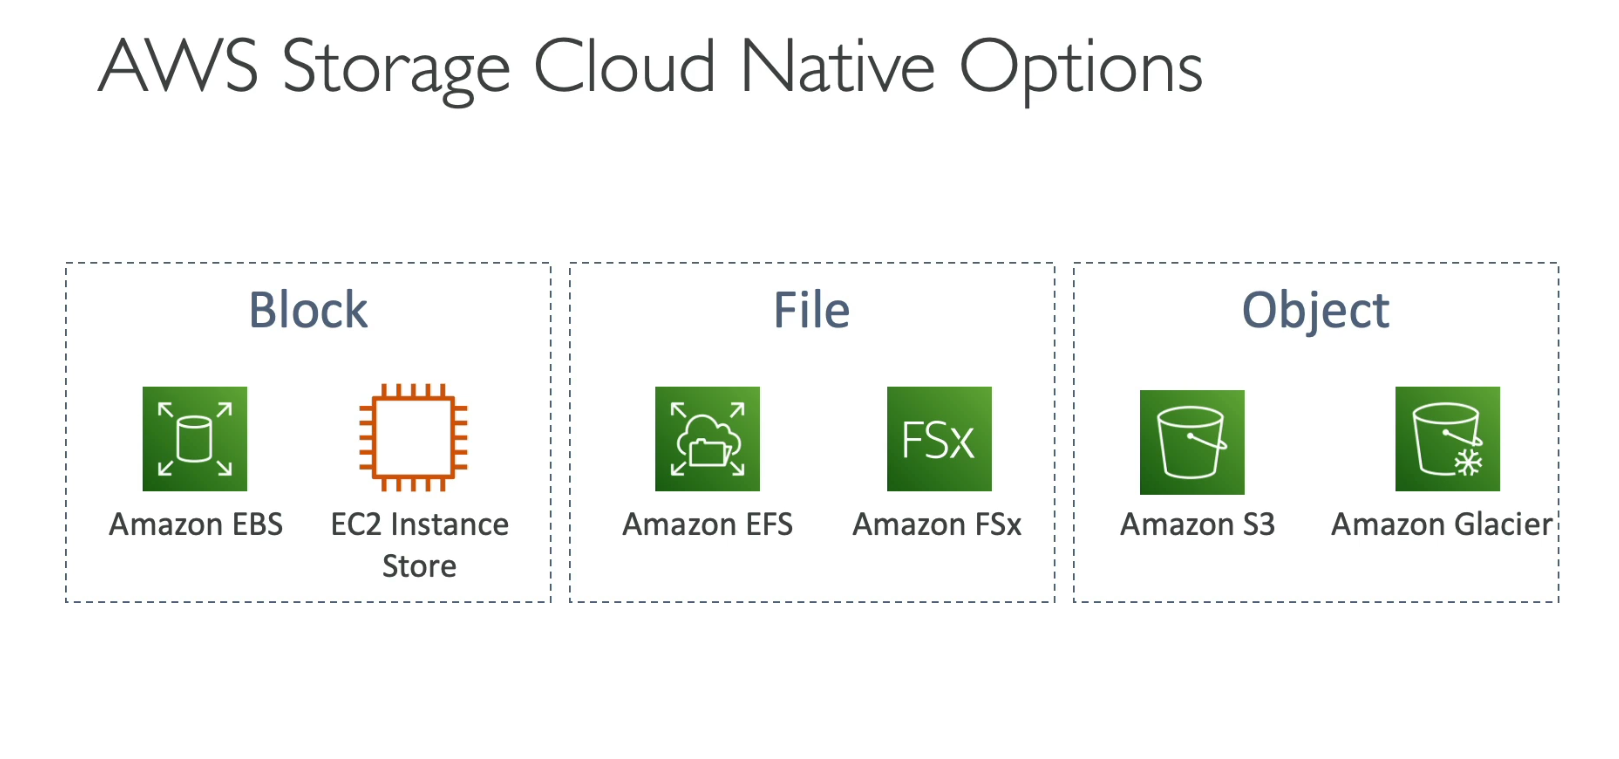 AWS Storage Cloud Native Options
Block
Amazon EBS
EC2 Instance
Store
File
Amazon EFS
FSx
Amazon FSx
Object
Amazon S3
Amazon Glacier